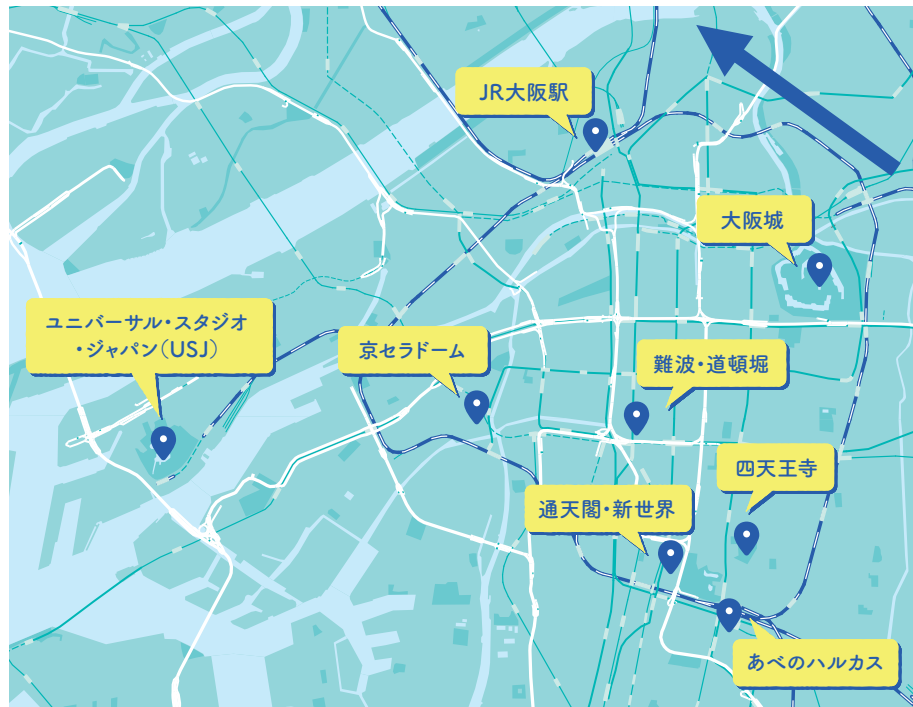 JR大阪駅
大阪城
ユニバーサル・スタジオ
・ジャパン（USJ）
京セラドーム
難波・道頓堀
四天王寺
通天閣・新世界
あべのハルカス